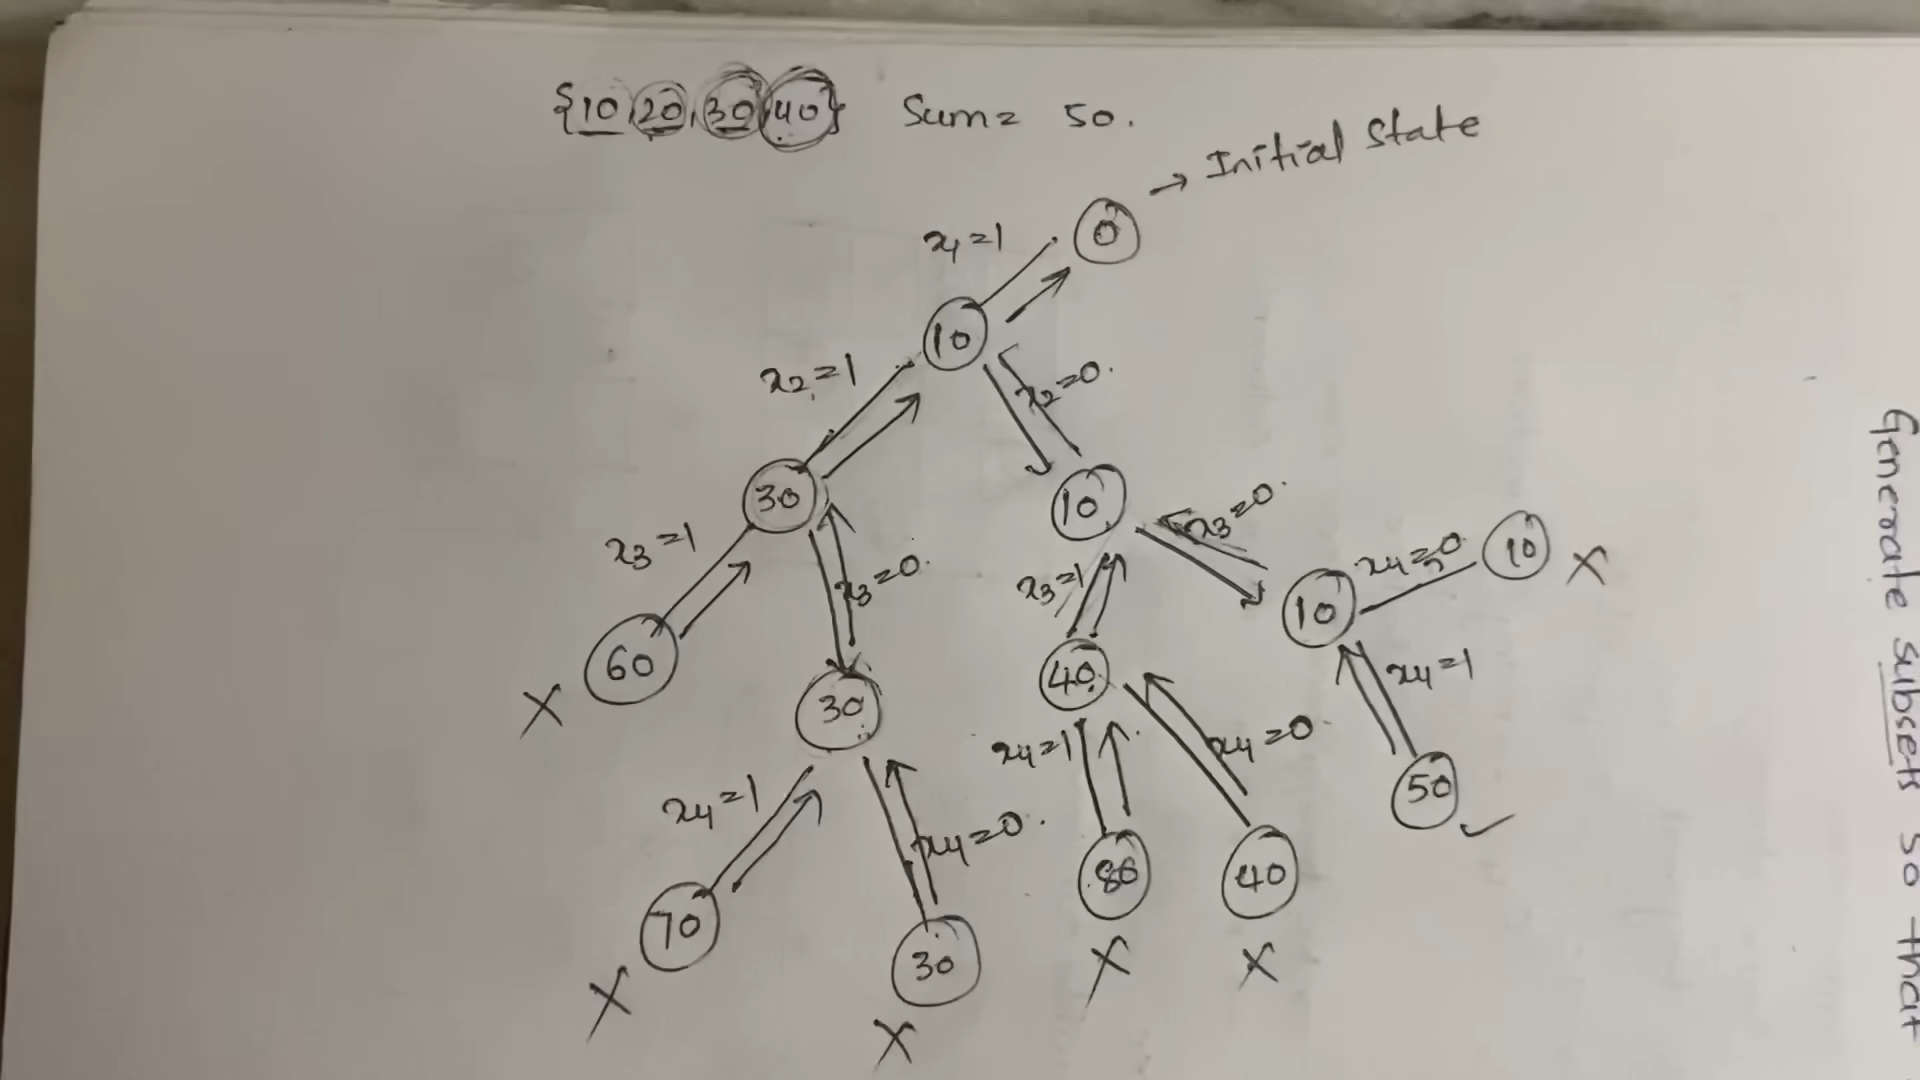 {10, 20, 30, 40} Sum = 50.
→ Initial State
0
x1=1
10
x2=1
x2=0.
30
10
x3=1
x3=0.
x3=1
x3=0.
60
X
30
40
10
x4=0
10
X
x4=1
x4=0.
x4=1
x4=0
x4=1
70
X
30
X
80
X
40
X
50
✓
Generate subsets so that